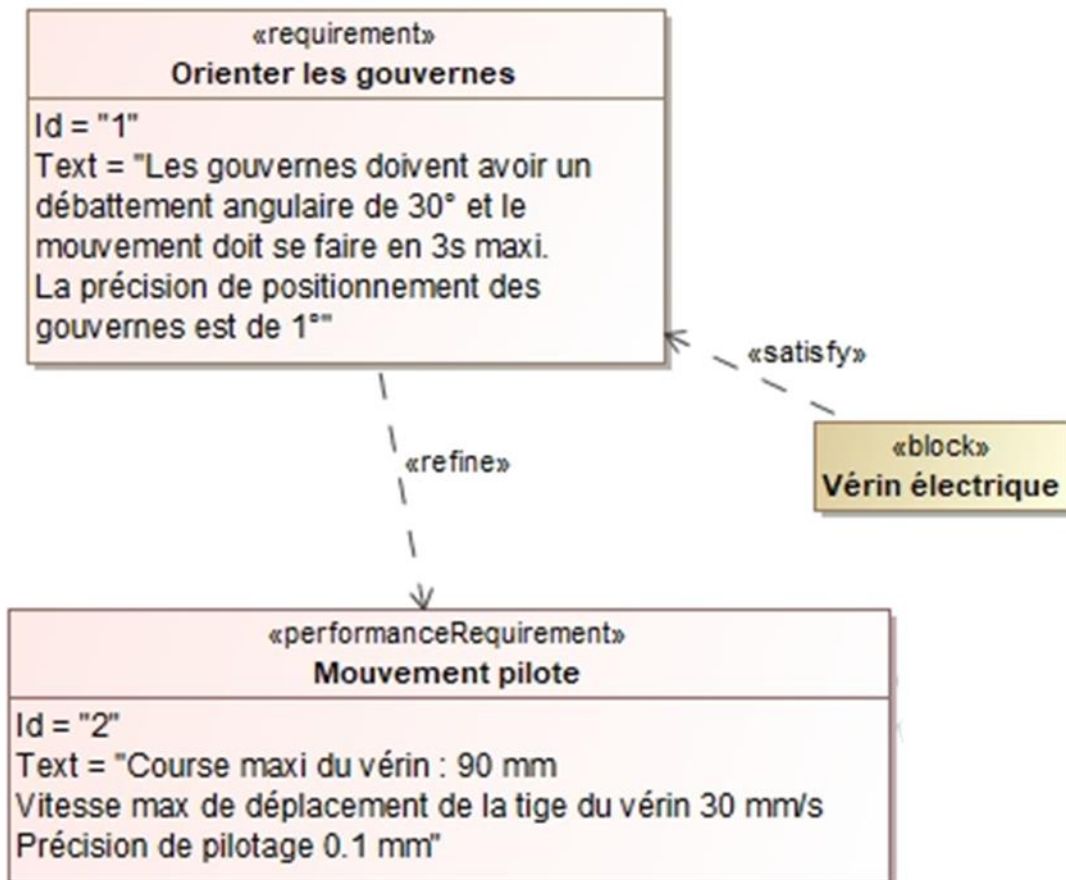 «requirement»
Orienter les gouvernes
Id = "1"
Text = "Les gouvernes doivent avoir un
débattement angulaire de 30° et le
mouvement doit se faire en 3s maxi.
La précision de positionnement des
gouvernes est de 1°"
«satisfy»
«block»
Vérin électrique
«refine»
«performanceRequirement»
Mouvement pilote
Id = "2"
Text = "Course maxi du vérin : 90 mm
Vitesse max de déplacement de la tige du vérin 30 mm/s
Précision de pilotage 0.1 mm"